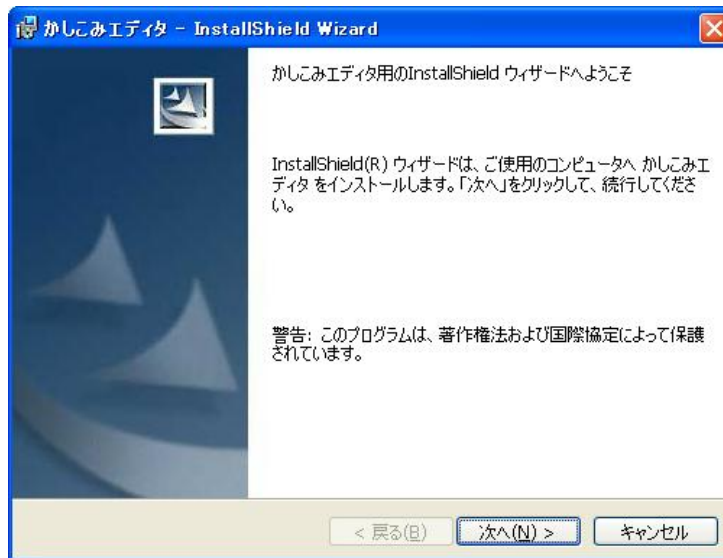 かしこみエディタ - InstallShield Wizard
かしこみエディタ用のInstallShield ウィザードへようこそ
InstallShield(R) ウィザードは、ご使用のコンピュータへ かしこみエ
ディタ をインストールします。「次へ」をクリックして、続行してくださ
い。
警告: このプログラムは、著作権法および国際協定によって保護
されています。
< 戻る(B)
次へ(N) >
キャンセル